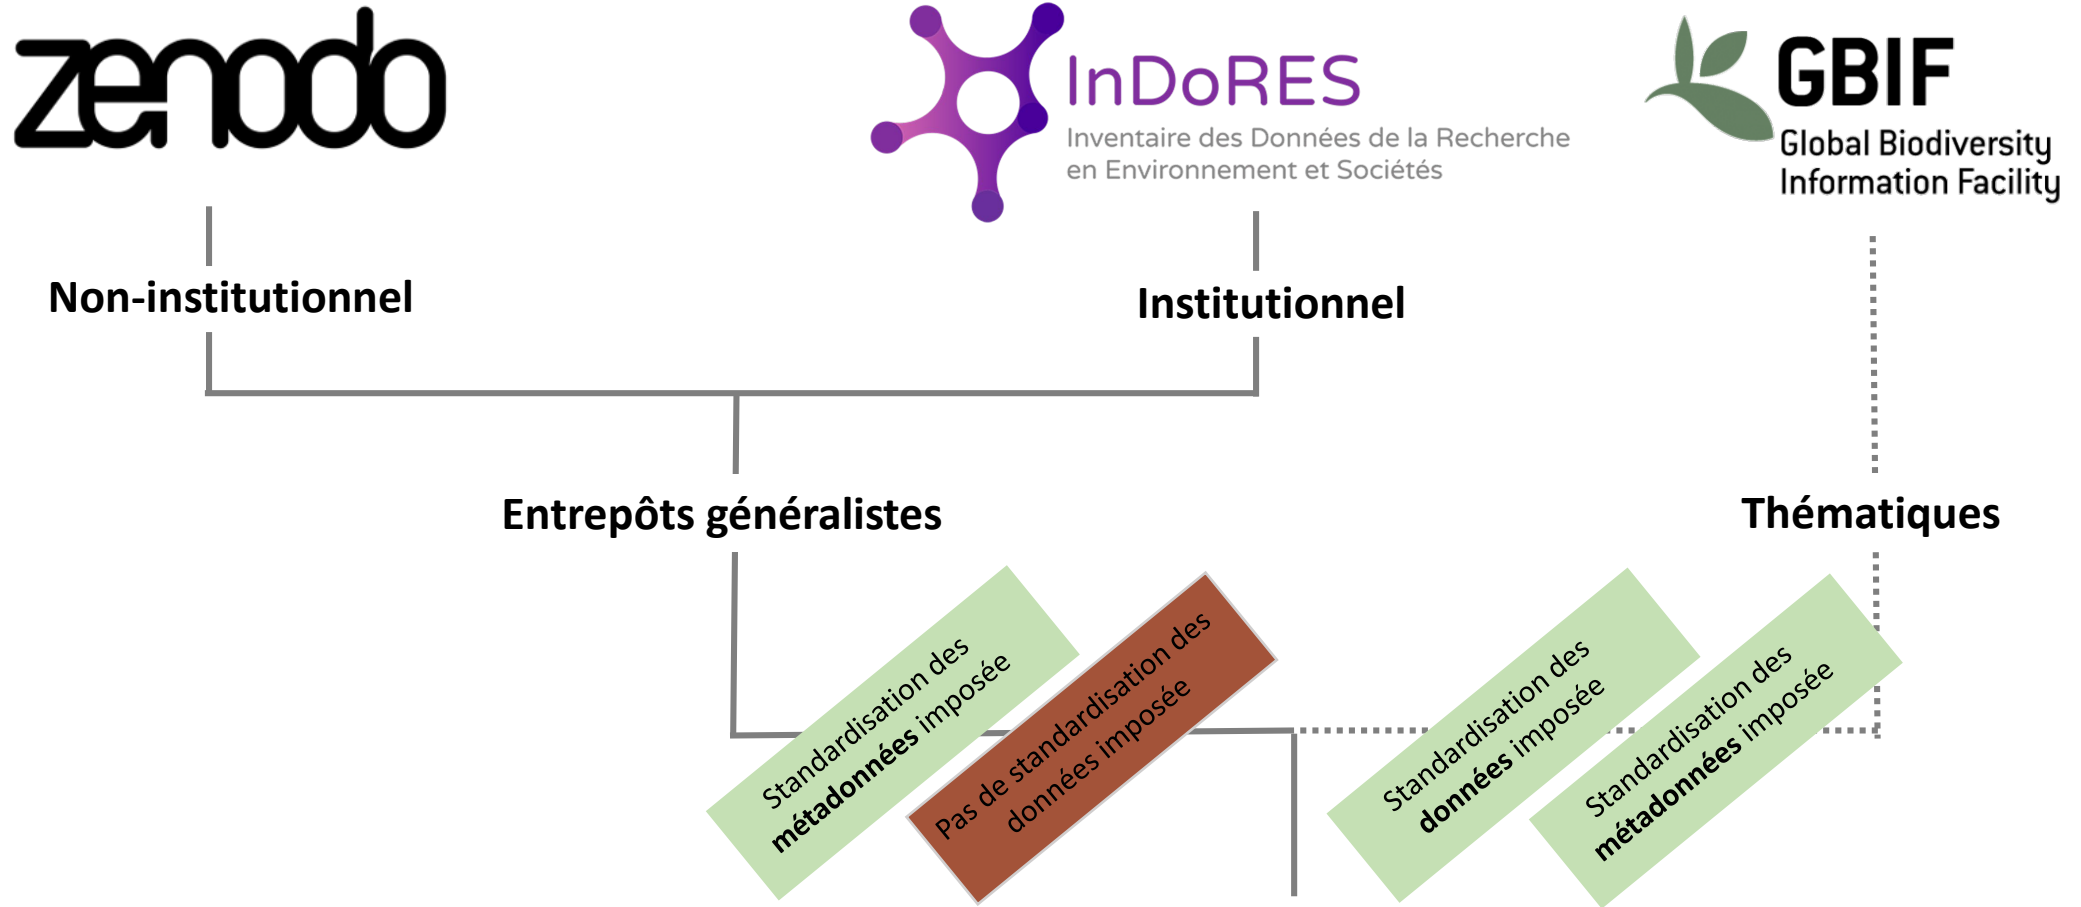 zenodo
InDoRES
Inventaire des Données de la Recherche
en Environnement et Sociétés
GBIF
Global Biodiversity
Information Facility
Non-institutionnel
Institutionnel
Entrepôts généralistes
Thématiques
Standardisation des
métadonnées imposée
Pas de standardisation des
données imposée
Standardisation des
données imposée
Standardisation des
métadonnées imposée